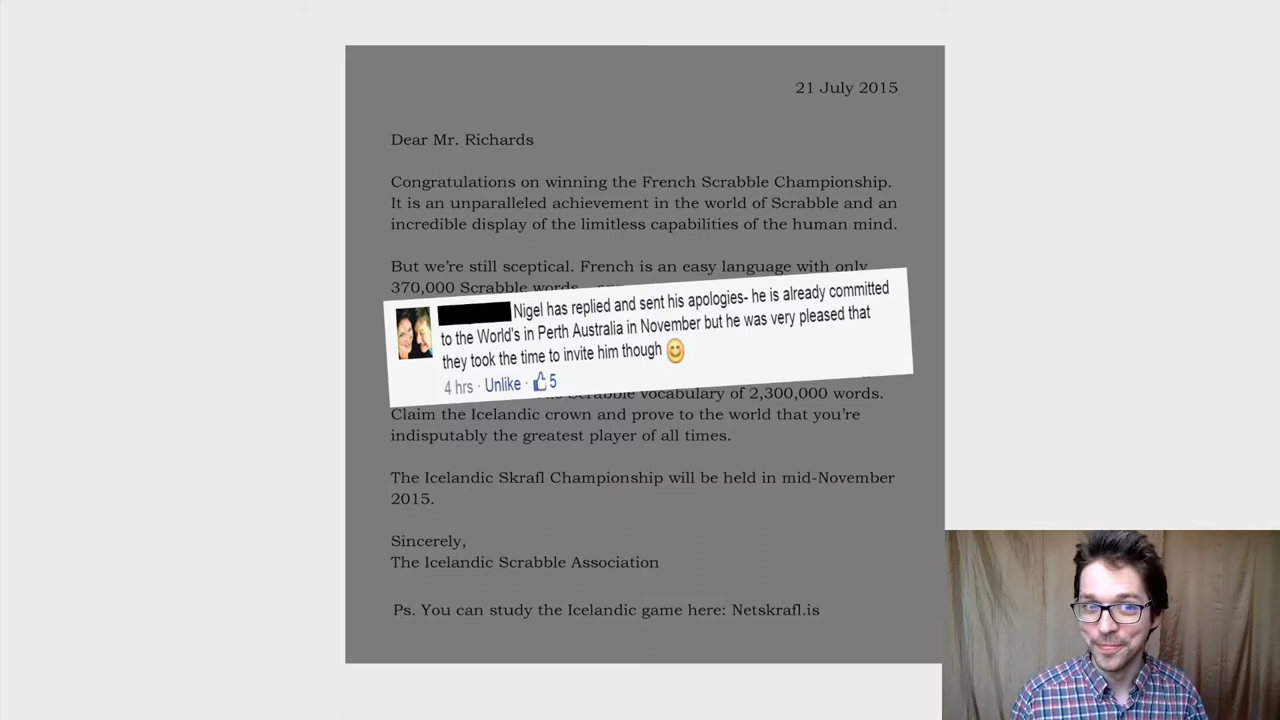 21 July 2015
Dear Mr. Richards
Congratulations on winning the French Scrabble Championship.
It is an unparalleled achievement in the world of Scrabble and an
incredible display of the limitless capabilities of the human mind.
But we’re still sceptical. French is an easy language with only
370,000 Scrabble words
Nigel has replied and sent his apologies- he is already committed
to the World's in Perth Australia in November but he was very pleased that
they took the time to invite him though 😊
4 hrs · Unlike · 5
Scrabble vocabulary of 2,300,000 words.
Claim the Icelandic crown and prove to the world that you’re
indisputably the greatest player of all times.
The Icelandic Skrafl Championship will be held in mid-November
2015.
Sincerely,
The Icelandic Scrabble Association
Ps. You can study the Icelandic game here: Netskrafl.is